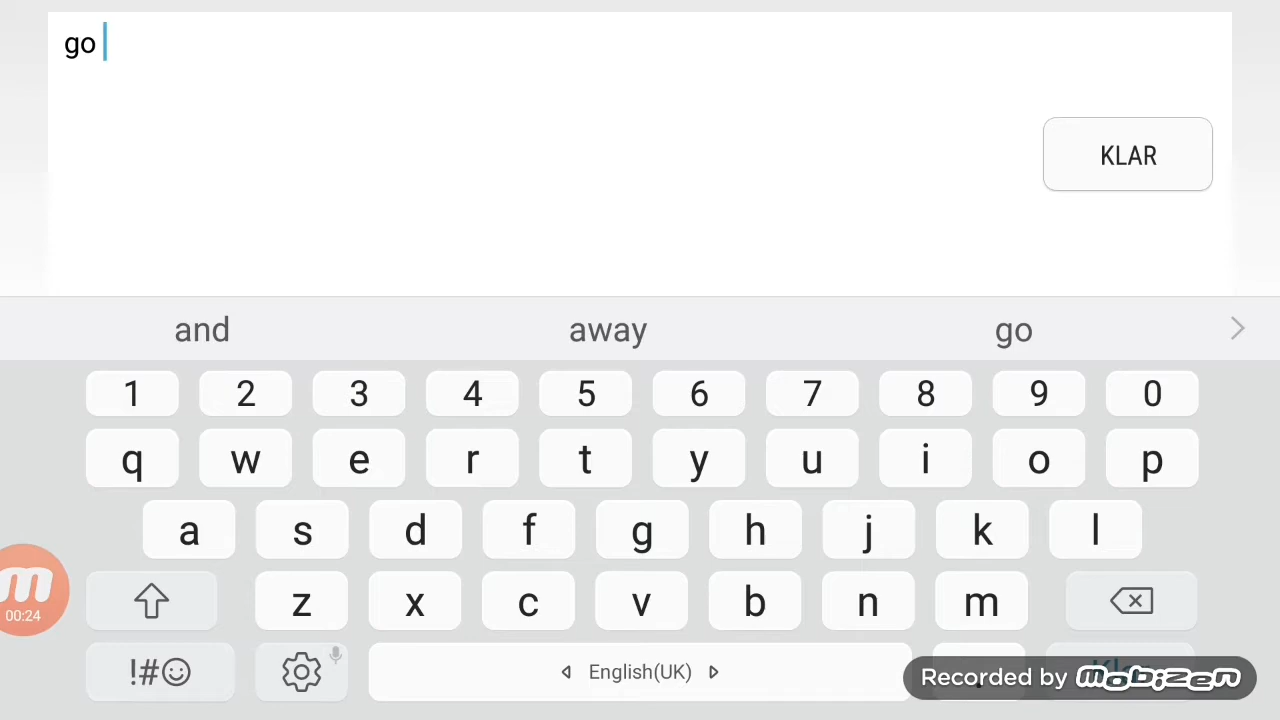 go
KLAR
and away go
1 2 3 4 5 6 7 8 9 0
q w e r t y u i o p
a s d f g h j k l
z x c v b n m
00:24
!#☺ English(UK)
Recorded by mobizen